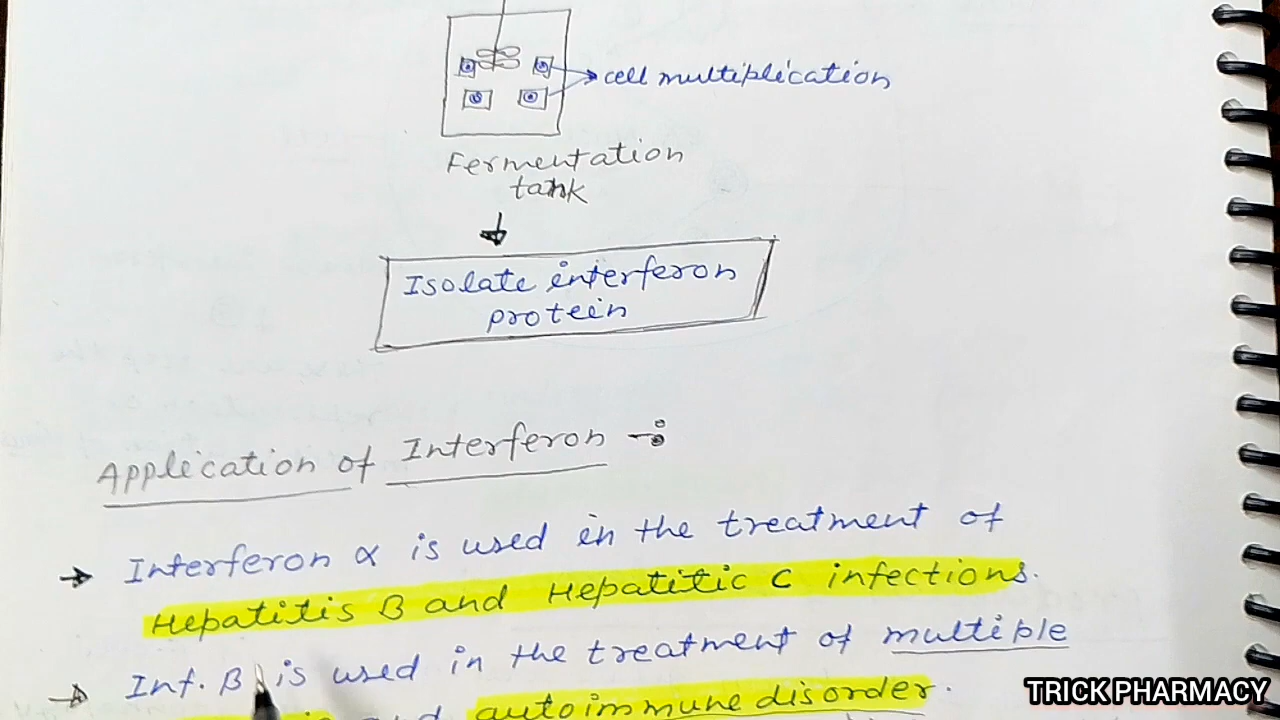 cell multiplication
Fermentation
tank
Isolate interferon
protein
Application of Interferon
→ Interferon α is used in the treatment of
Hepatitis B and Hepatitic C infections.
→ Inf. β is used in the treatment of multiple
and autoimmune disorder.
TRICK PHARMACY